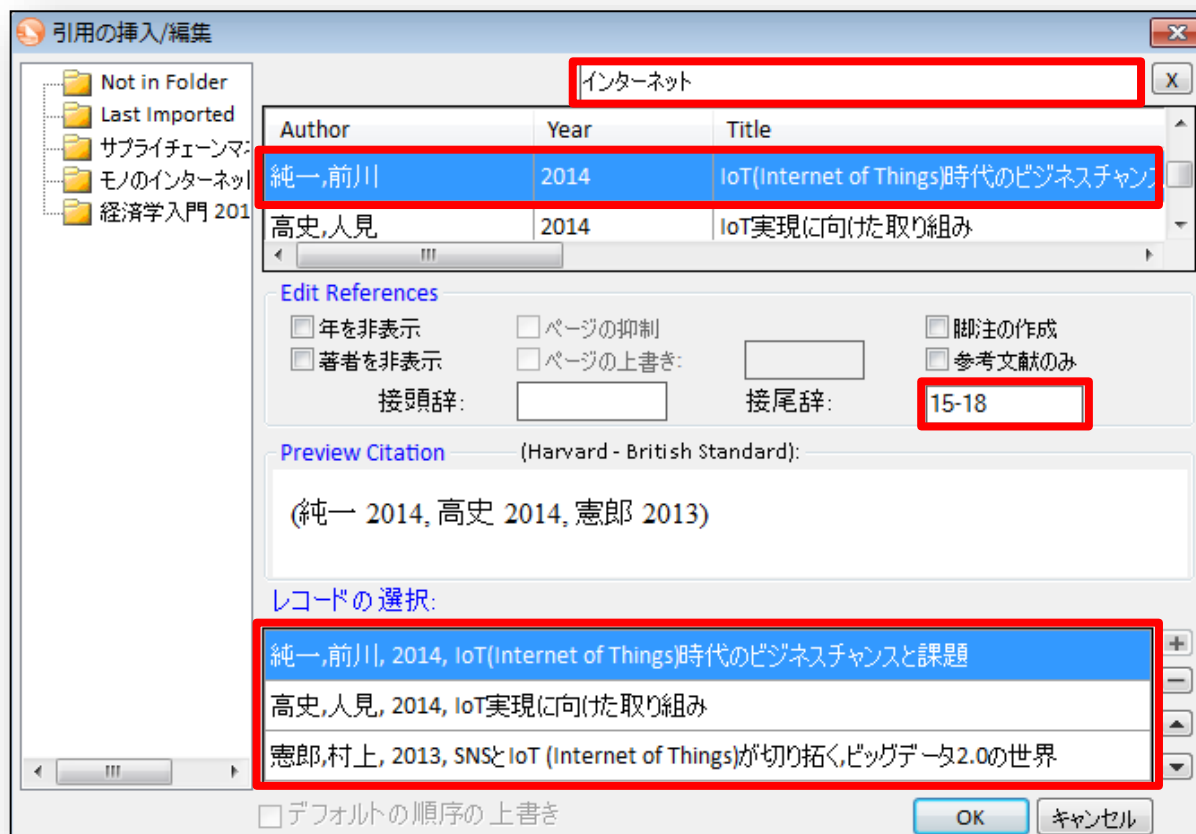 引用の挿入/編集
Not in Folder
Last Imported
サプライチェーンマ
モノのインターネッ
経済学入門 201
インターネット
X
Author Year Title
純一,前川 2014 IoT(Internet of Things)時代のビジネスチャンス
高史,人見 2014 IoT実現に向けた取り組み
Edit References
年を非表示 ページの抑制 脚注の作成
著者を非表示 ページの上書き: 参考文献のみ
接頭辞: 接尾辞: 15-18
Preview Citation (Harvard - British Standard):
(純一 2014, 高史 2014, 憲郎 2013)
レコードの選択:
純一,前川, 2014, IoT(Internet of Things)時代のビジネスチャンスと課題
高史,人見, 2014, IoT実現に向けた取り組み
憲郎,村上, 2013, SNSとIoT (Internet of Things)が切り拓く,ビッグデータ2.0の世界
デフォルトの順序の上書き
OK キャンセル